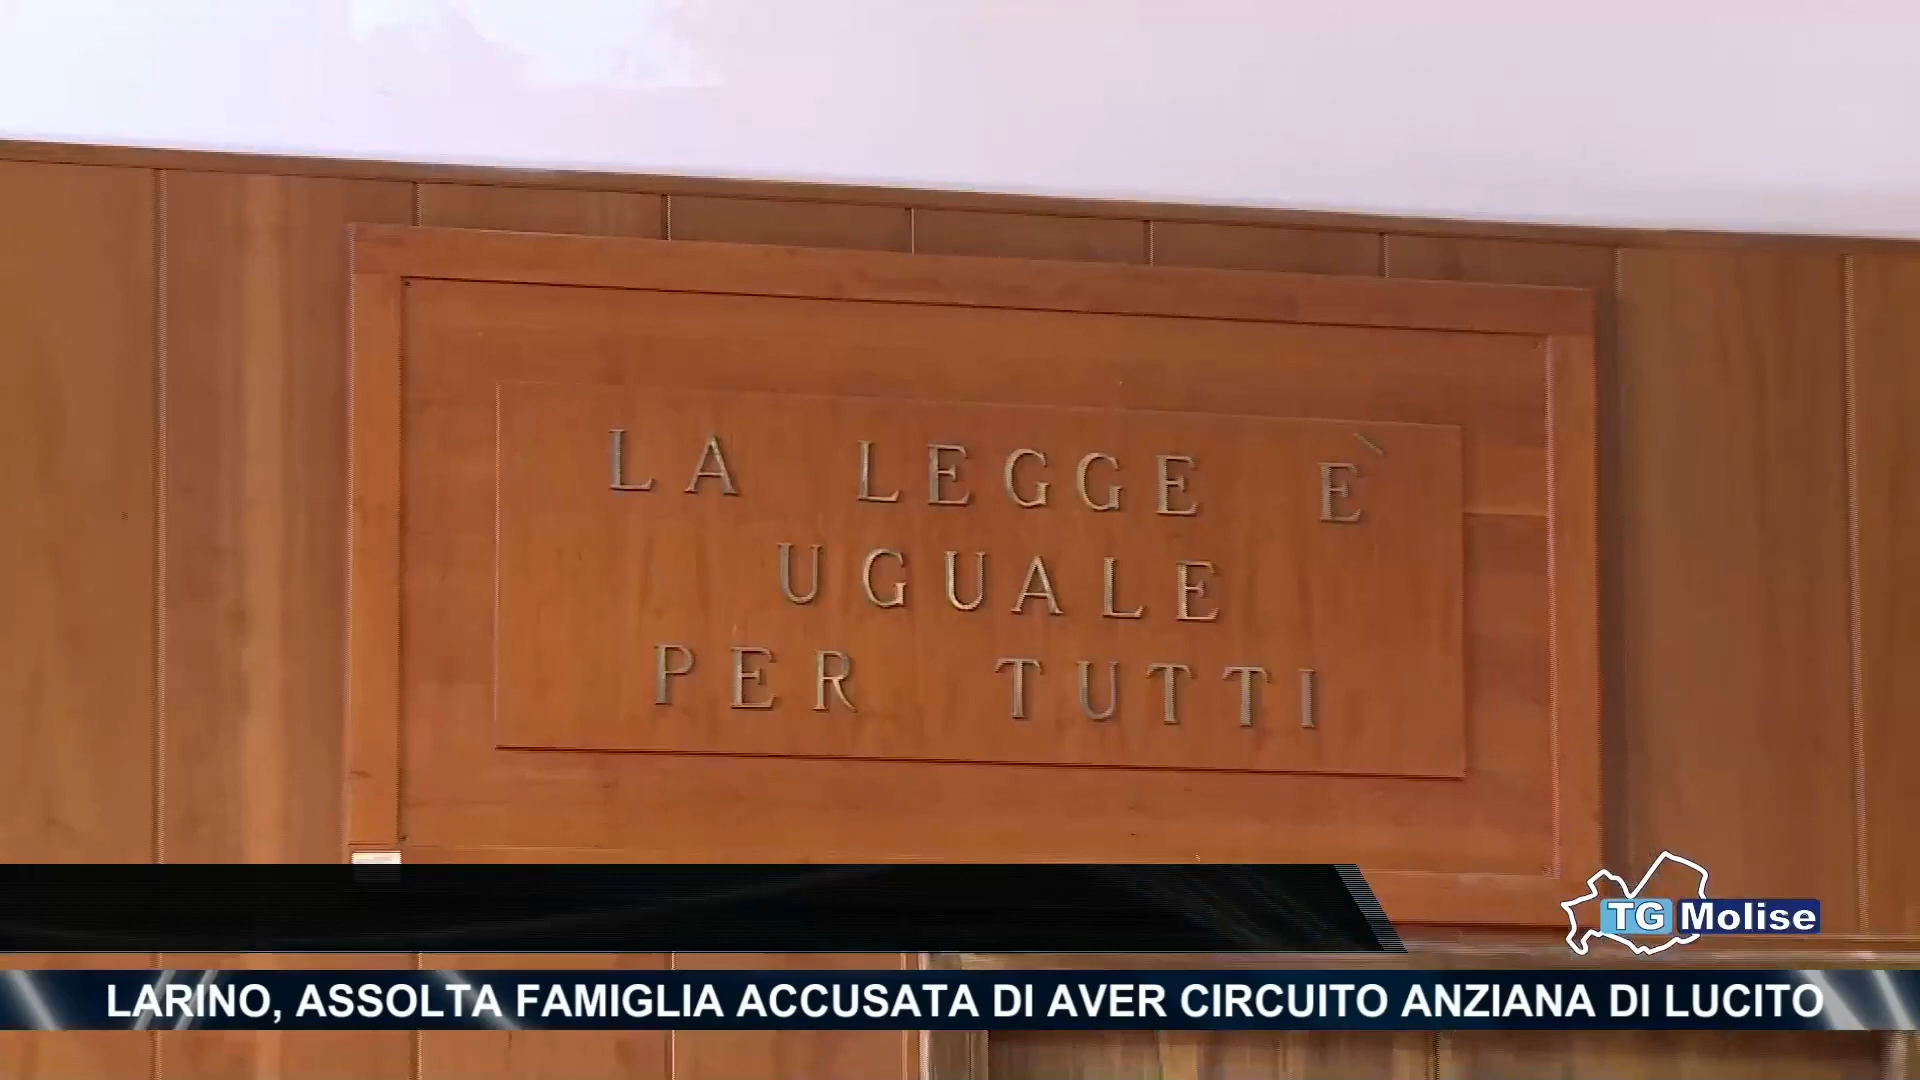 LA LEGGE È
UGUALE
PER TUTTI
TG Molise
LARINO, ASSOLTA FAMIGLIA ACCUSATA DI AVER CIRCUITO ANZIANA DI LUCITO